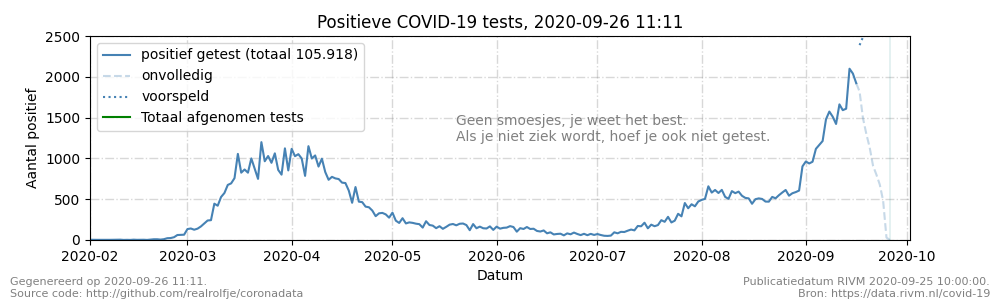 Positieve COVID-19 tests, 2020-09-26 11:11
Aantal positief
2500
2000
1500
1000
500
0
positief getest (totaal 105.918)
onvolledig
voorspeld
Totaal afgenomen tests
Geen smoesjes, je weet het best.
Als je niet ziek wordt, hoef je ook niet getest.
2020-02 2020-03 2020-04 2020-05 2020-06 2020-07 2020-08 2020-09 2020-10
Datum
Gegenereerd op 2020-09-26 11:11.
Source code: http://github.com/realrolfje/coronadata
Publicatiedatum RIVM 2020-09-25 10:00:00.
Bron: https://data.rivm.nl/covid-19